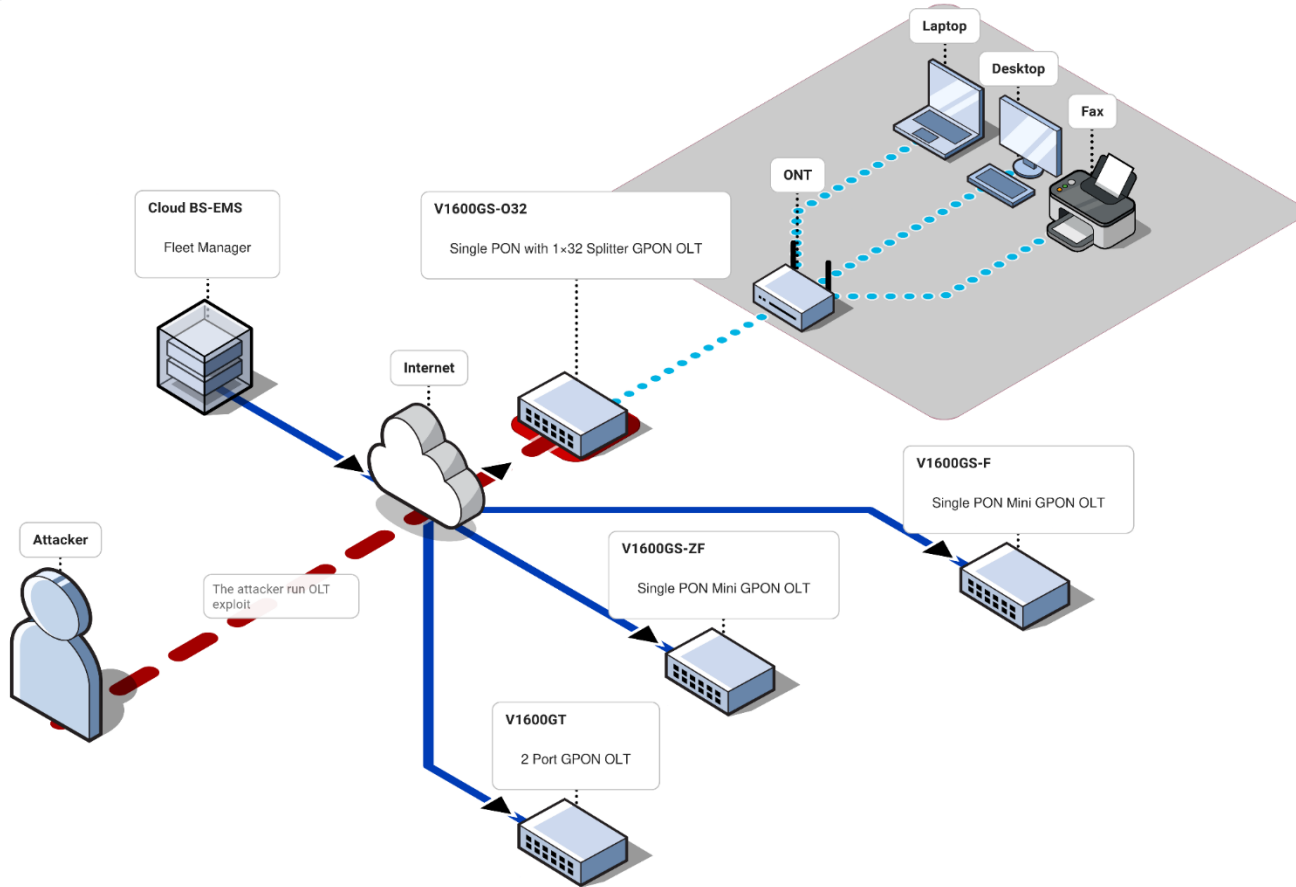 Laptop
Desktop
Fax
ONT
Cloud BS-EMS
Fleet Manager
V1600GS-O32
Single PON with 1×32 Splitter GPON OLT
Internet
V1600GS-F
Single PON Mini GPON OLT
Attacker
V1600GS-ZF
Single PON Mini GPON OLT
The attacker run OLT
exploit
V1600GT
2 Port GPON OLT